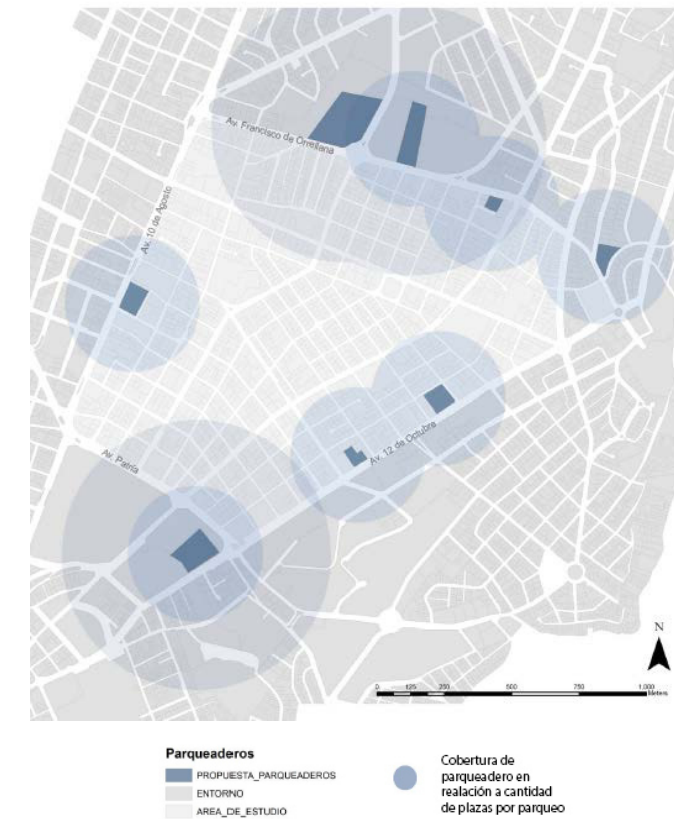 Av. Francisco de Orrellana
Av. 10 de Agosto
Av. 12 de Octubre
Av. Patria
N
0 125 250 500 750 1,000
Meters
Parqueaderos
PROPUESTA_PARQUEADEROS
ENTORNO
AREA_DE_ESTUDIO
Cobertura de
parqueadero en
realación a cantidad
de plazas por parqueo